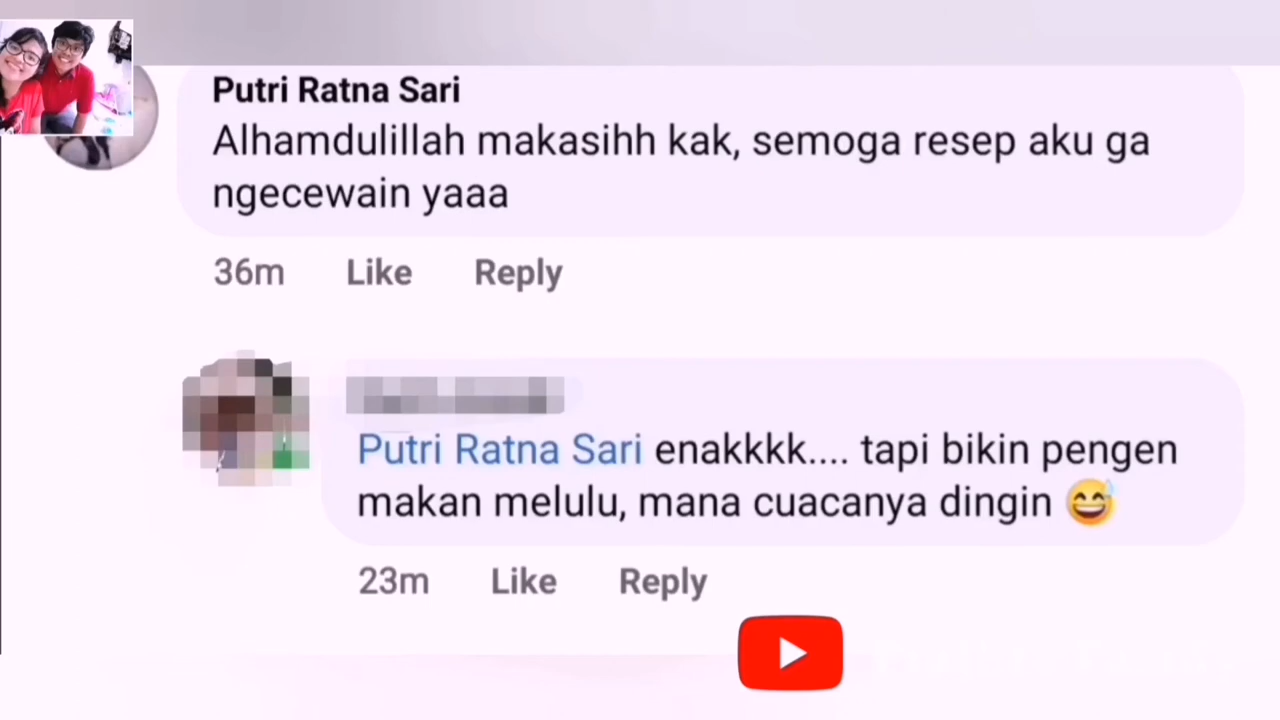 Putri Ratna Sari
Alhamdulillah makasihh kak, semoga resep aku ga
ngecewain yaaa
36m Like Reply
Putri Ratna Sari enakkkk.... tapi bikin pengen
makan melulu, mana cuacanya dingin 😅
23m Like Reply